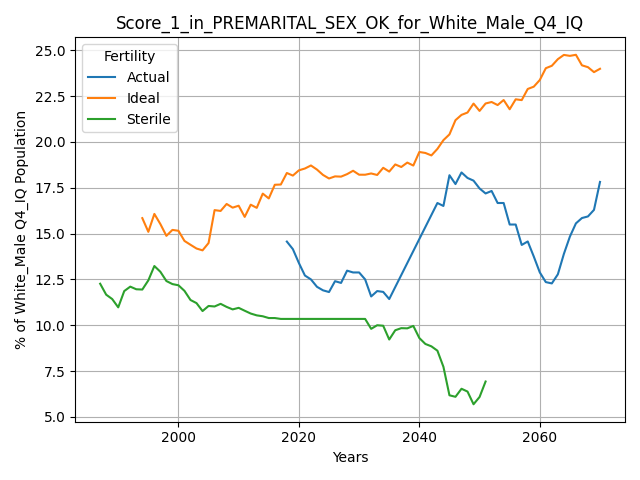 Score_1_in_PREMARITAL_SEX_OK_for_White_Male_Q4_IQ
Fertility
Actual
Ideal
Sterile
% of White_Male Q4_IQ Population
25.0
22.5
20.0
17.5
15.0
12.5
10.0
7.5
5.0
2000 2020 2040 2060
Years